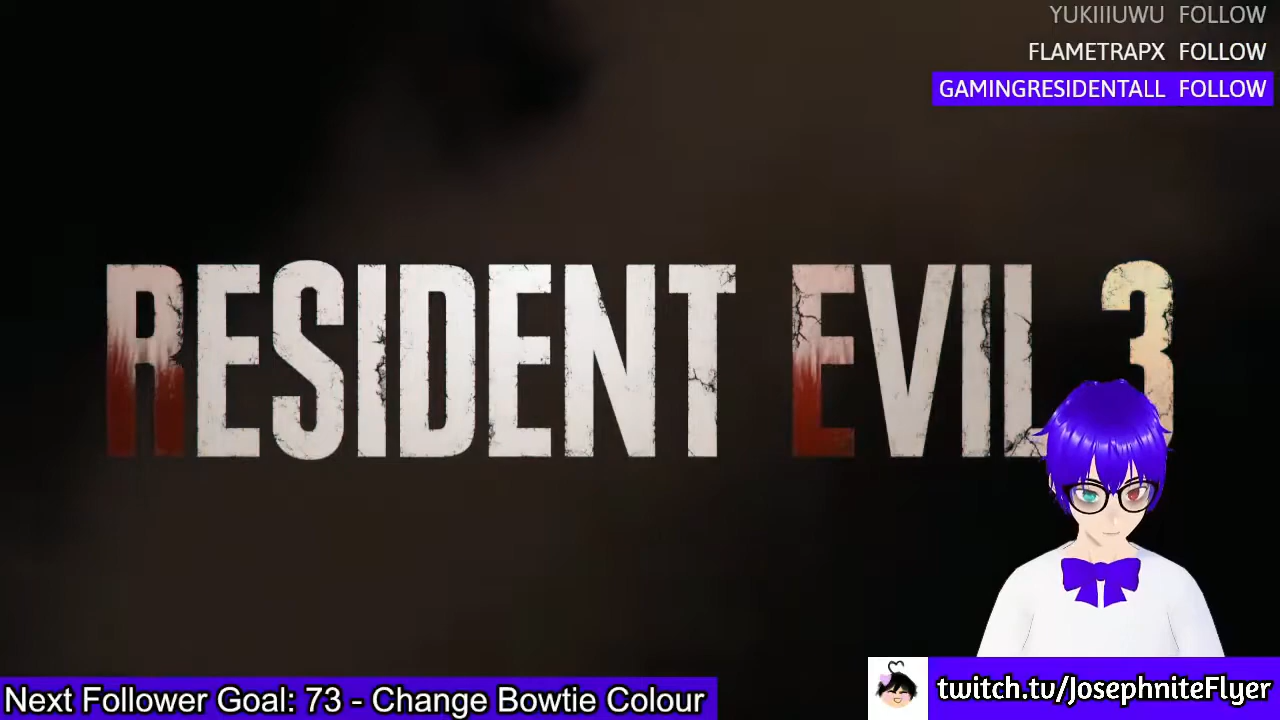 YUKIIIUWU FOLLOW
FLAMETRAPX FOLLOW
GAMINGRESIDENTALL FOLLOW
RESIDENT EVIL 3
Next Follower Goal: 73 - Change Bowtie Colour
twitch.tv/JosephniteFlyer